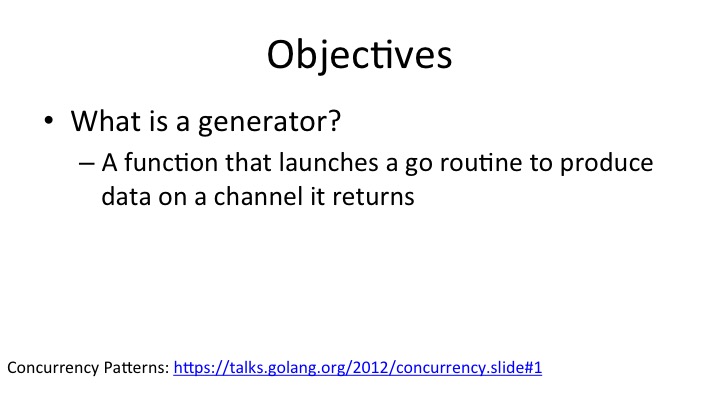 Objectives
• What is a generator?
– A function that launches a go routine to produce
data on a channel it returns
Concurrency Patterns: https://talks.golang.org/2012/concurrency.slide#1